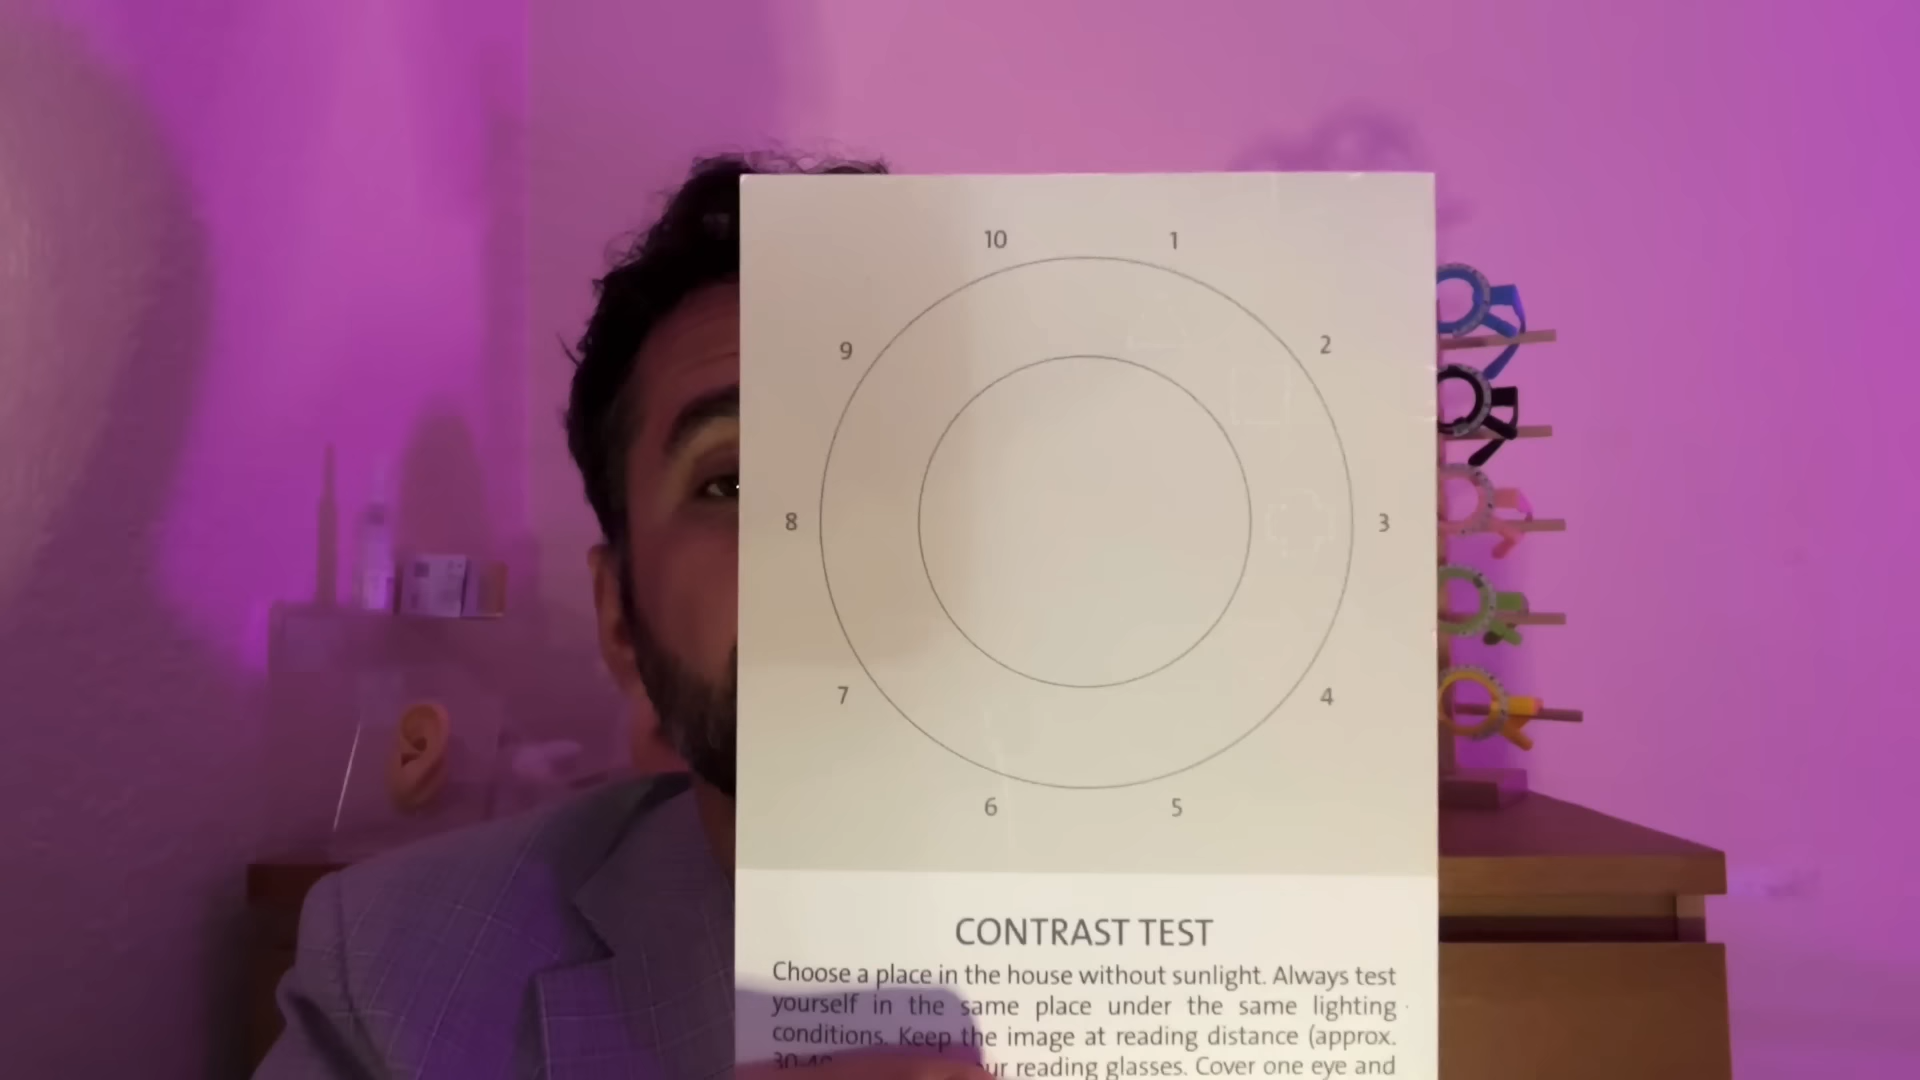 10 1
9 2
8 3
7 4
6 5
CONTRAST TEST
Choose a place in the house without sunlight. Always test
yourself in the same place under the same lighting
conditions. Keep the image at reading distance (approx.
reading glasses. Cover one eye and